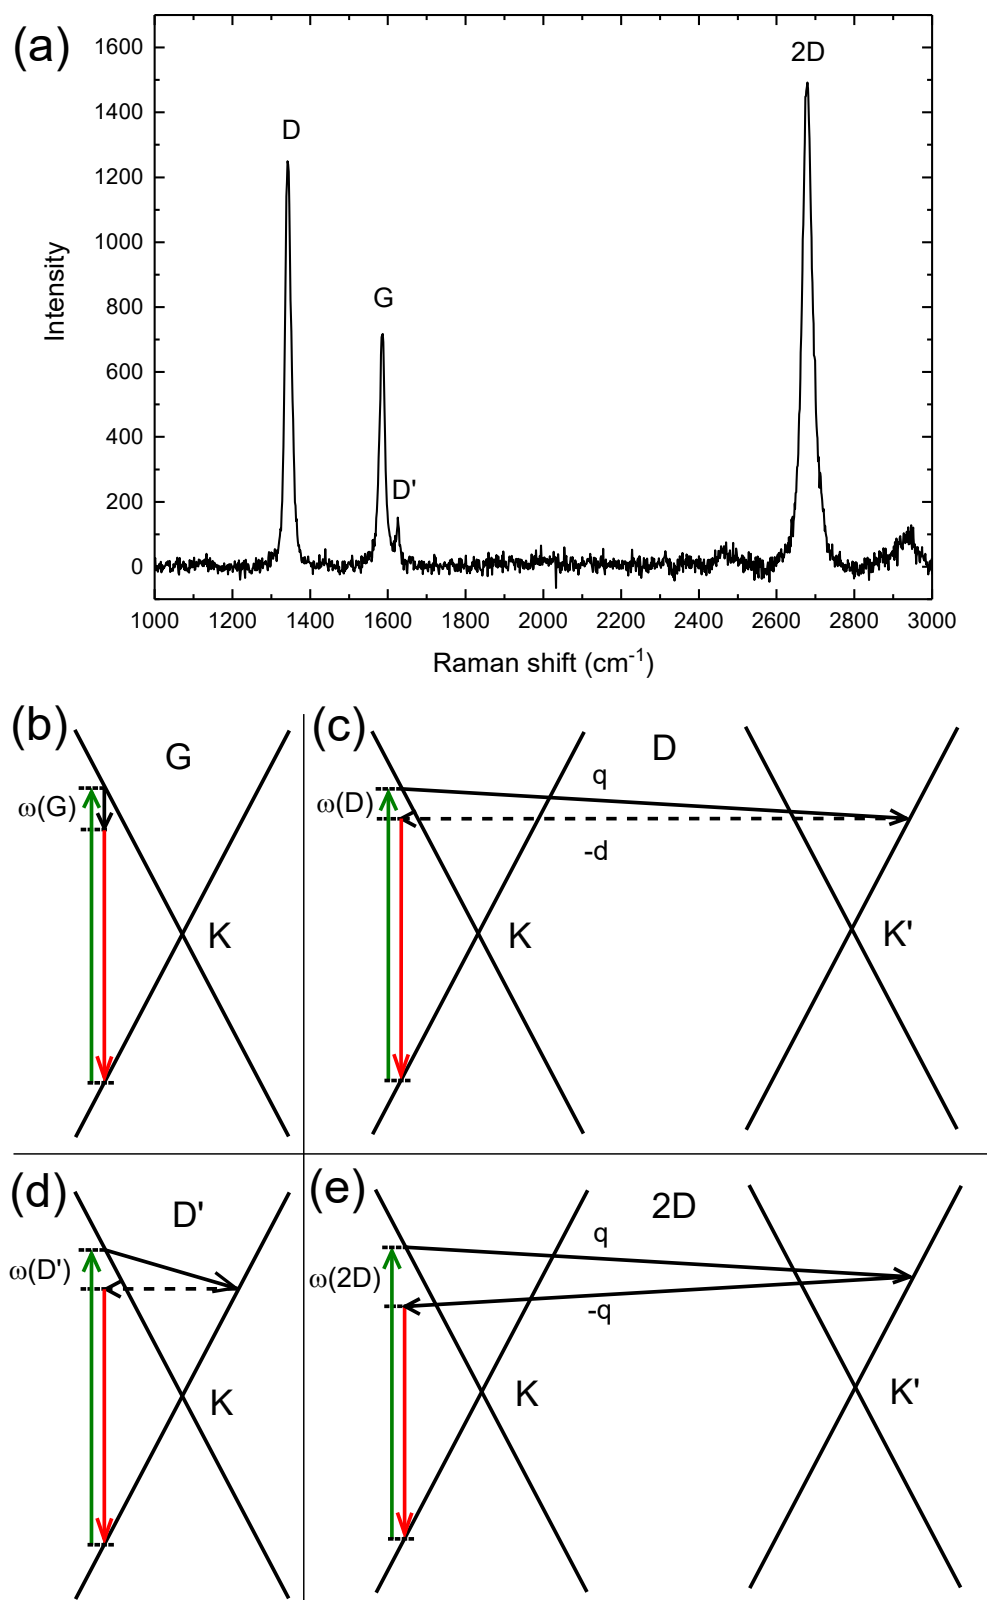 (a)
1600
1400
1200
1000
800
600
400
200
0
Intensity
D
G
D'
2D
1000 1200 1400 1600 1800 2000 2200 2400 2600 2800 3000
Raman shift (cm⁻¹)
(b)
G
ω(G)
K
(c)
D
q
ω(D)
-d
K
K'
(d)
D'
ω(D')
K
(e)
2D
q
ω(2D)
-q
K
K'